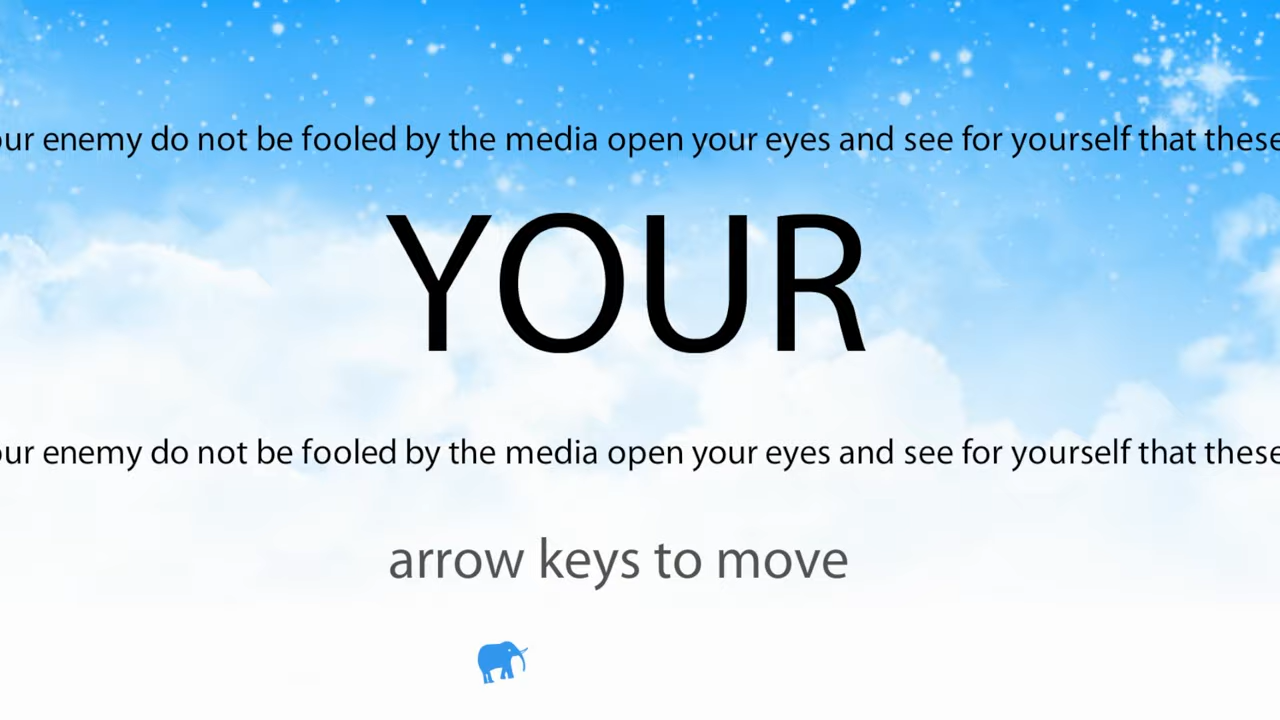 our enemy do not be fooled by the media open your eyes and see for yourself that these
YOUR
our enemy do not be fooled by the media open your eyes and see for yourself that these
arrow keys to move